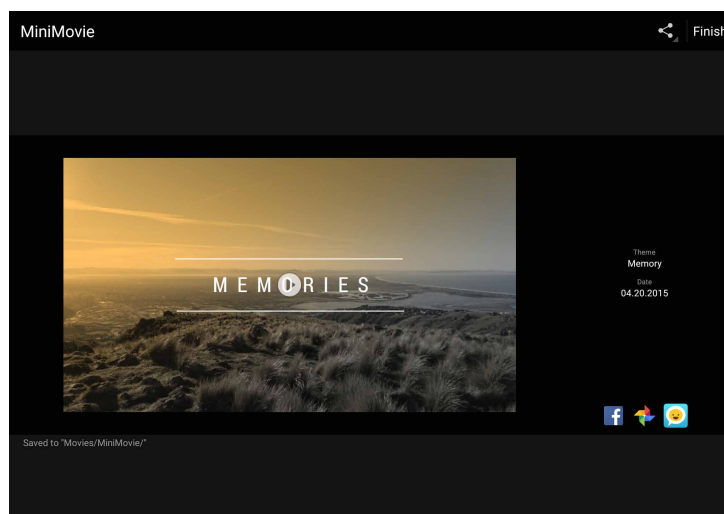 MiniMovie
Finish
MEMORIES
Theme
Memory
Date
04.20.2015
Saved to "Movies/MiniMovie/"